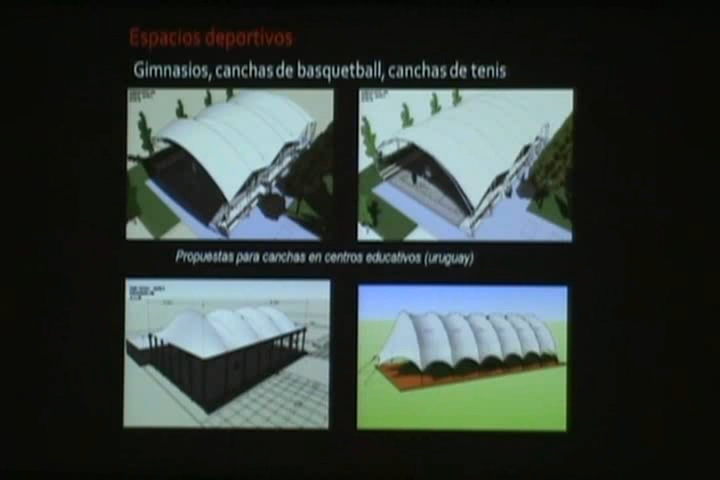 Espacios deportivos
Gimnasios, canchas de basquetball, canchas de tenis
Propuestas para canchas en centros educativos (uruguay)